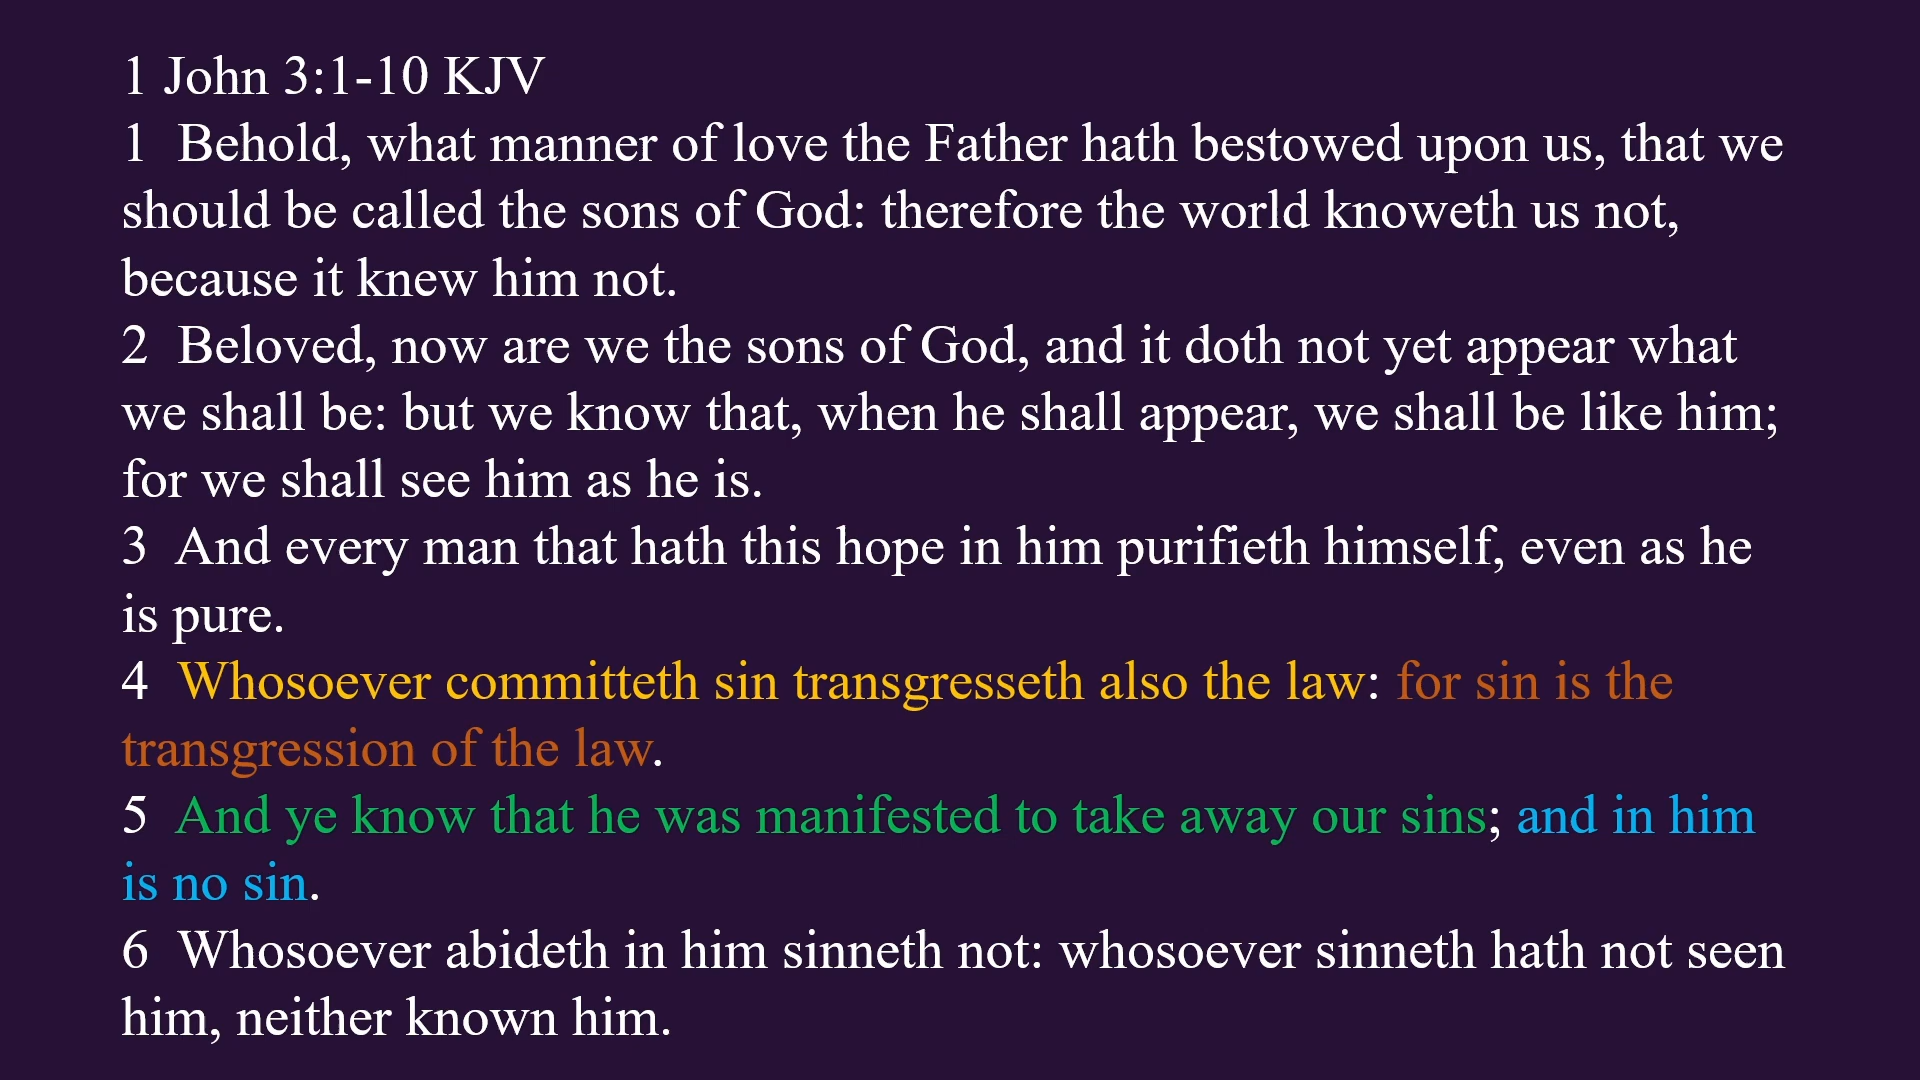 1 John 3:1-10 KJV
1  Behold, what manner of love the Father hath bestowed upon us, that we
should be called the sons of God: therefore the world knoweth us not,
because it knew him not.
2  Beloved, now are we the sons of God, and it doth not yet appear what
we shall be: but we know that, when he shall appear, we shall be like him;
for we shall see him as he is.
3  And every man that hath this hope in him purifieth himself, even as he
is pure.
4  Whosoever committeth sin transgresseth also the law: for sin is the
transgression of the law.
5  And ye know that he was manifested to take away our sins; and in him
is no sin.
6  Whosoever abideth in him sinneth not: whosoever sinneth hath not seen
him, neither known him.